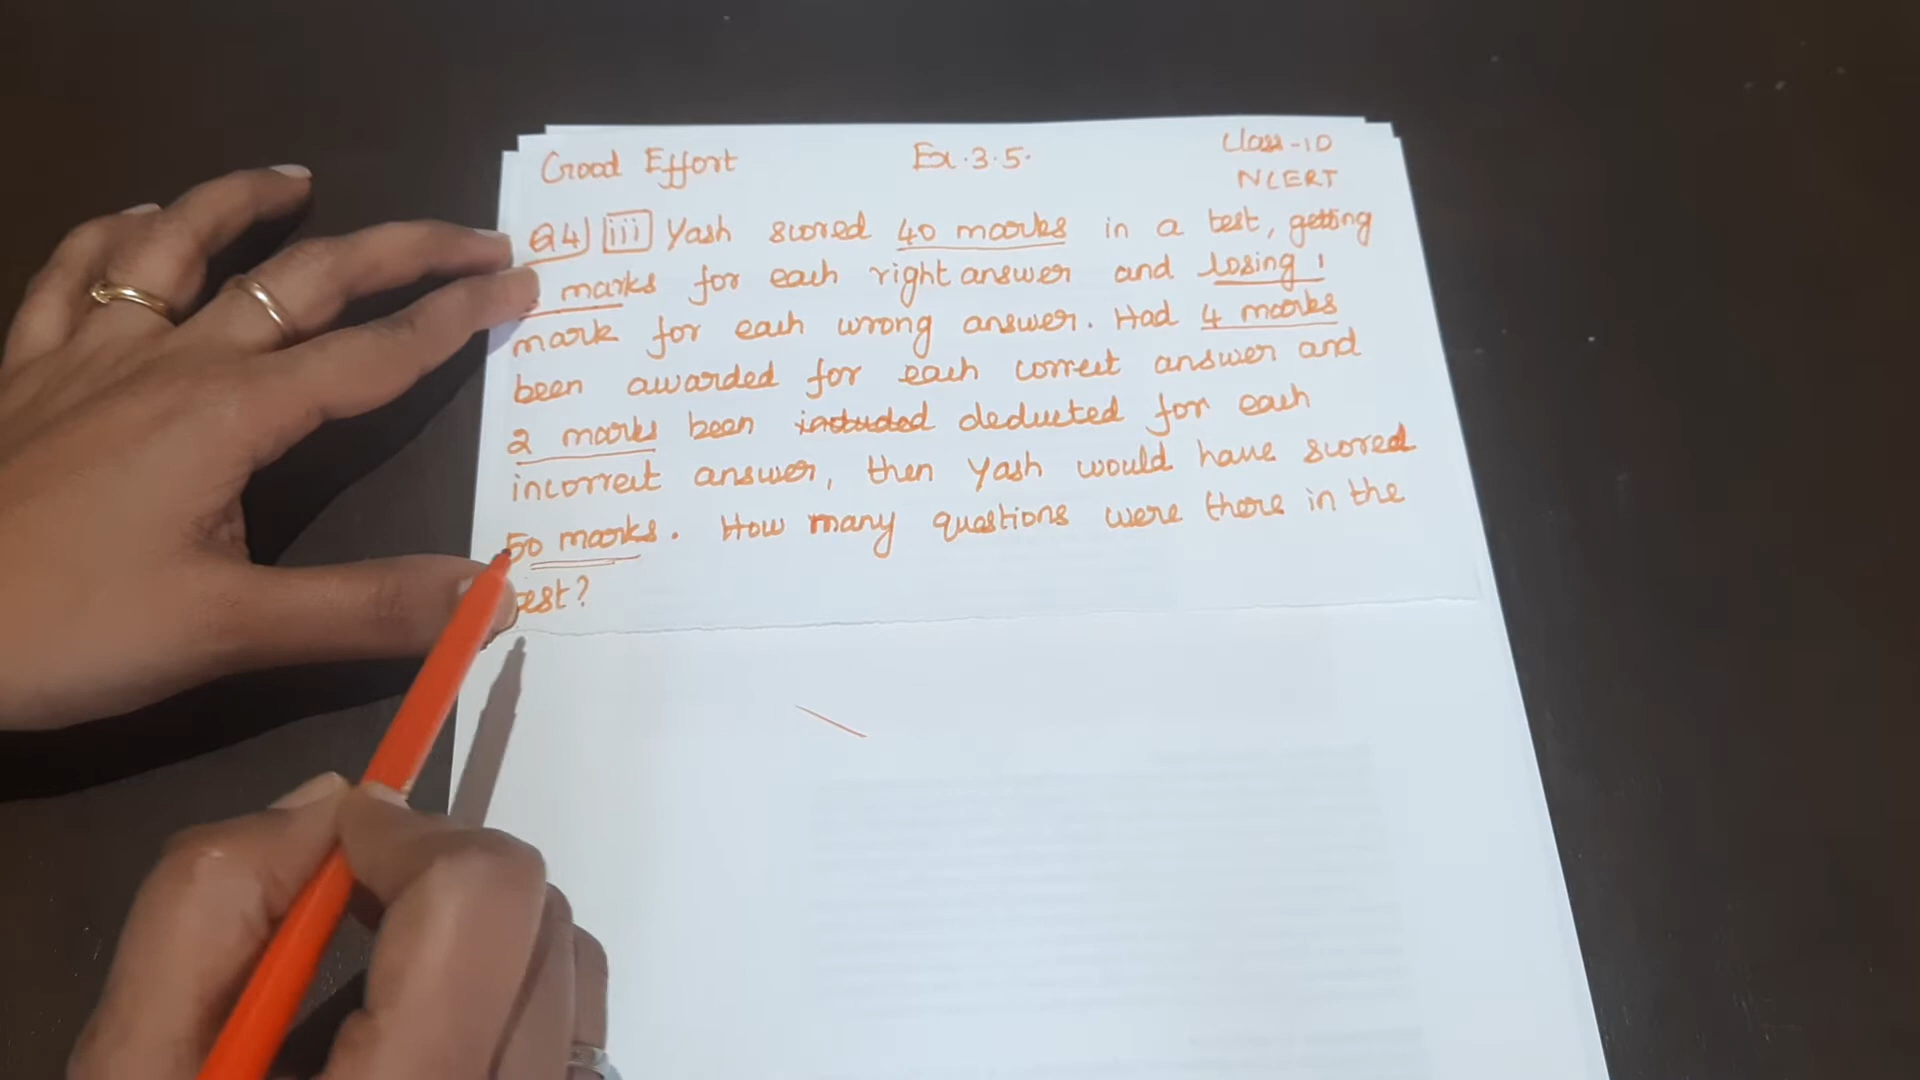 Good Effort Ex.3.5. Class-10
NCERT
Q4 iii Yash scored 40 marks in a test, getting
marks for each right answer and losing 1
mark for each wrong answer. Had 4 marks
been awarded for each correct answer and
2 marks been included deducted for each
incorrect answer, then Yash would have scored
50 marks. How many questions were there in the
test?